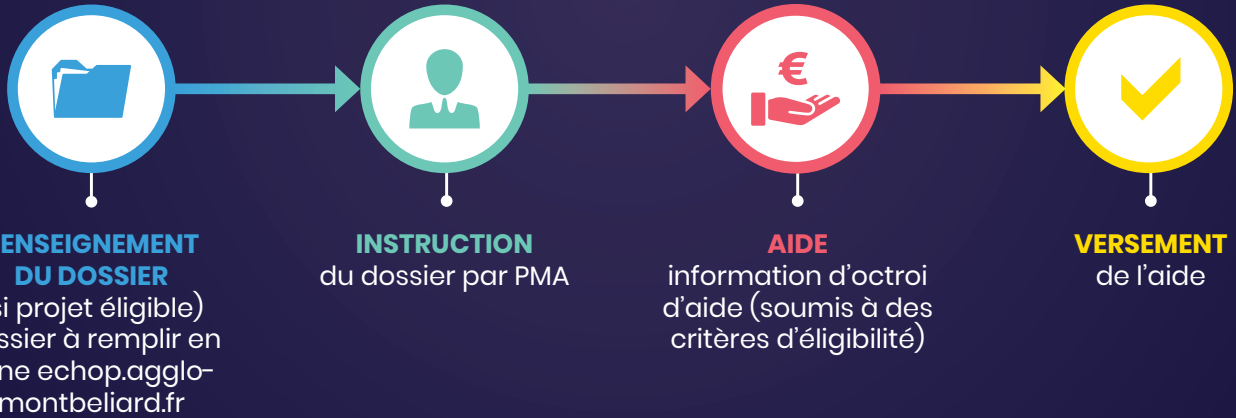 €
ENSEIGNEMENT
DU DOSSIER
si projet éligible)
ssier à remplir en
ne echop.agglo-
montbeliard.fr
INSTRUCTION
du dossier par PMA
AIDE
information d’octroi
d’aide (soumis à des
critères d’éligibilité)
VERSEMENT
de l’aide